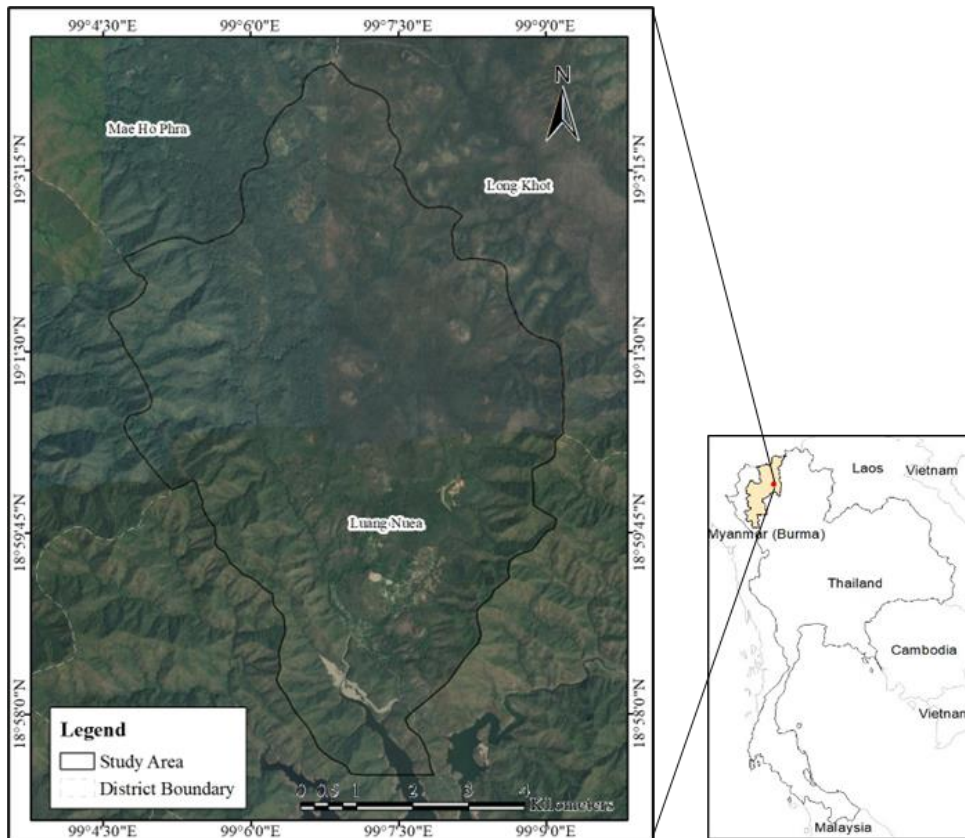 99°4'30"E 99°6'0"E 99°7'30"E 99°9'0"E
N
Mae Ho Phra
Long Khot
19°3'15"N 19°3'15"N
19°1'30"N 19°1'30"N
Luang Nuea
18°59'45"N 18°59'45"N
18°58'0"N 18°58'0"N
Legend
Study Area
District Boundary
0 0.5 1 2 3 4
Kilometers
99°4'30"E 99°6'0"E 99°7'30"E 99°9'0"E
Laos
Vietnam
Myanmar (Burma)
Thailand
Cambodia
Vietnam
Malaysia